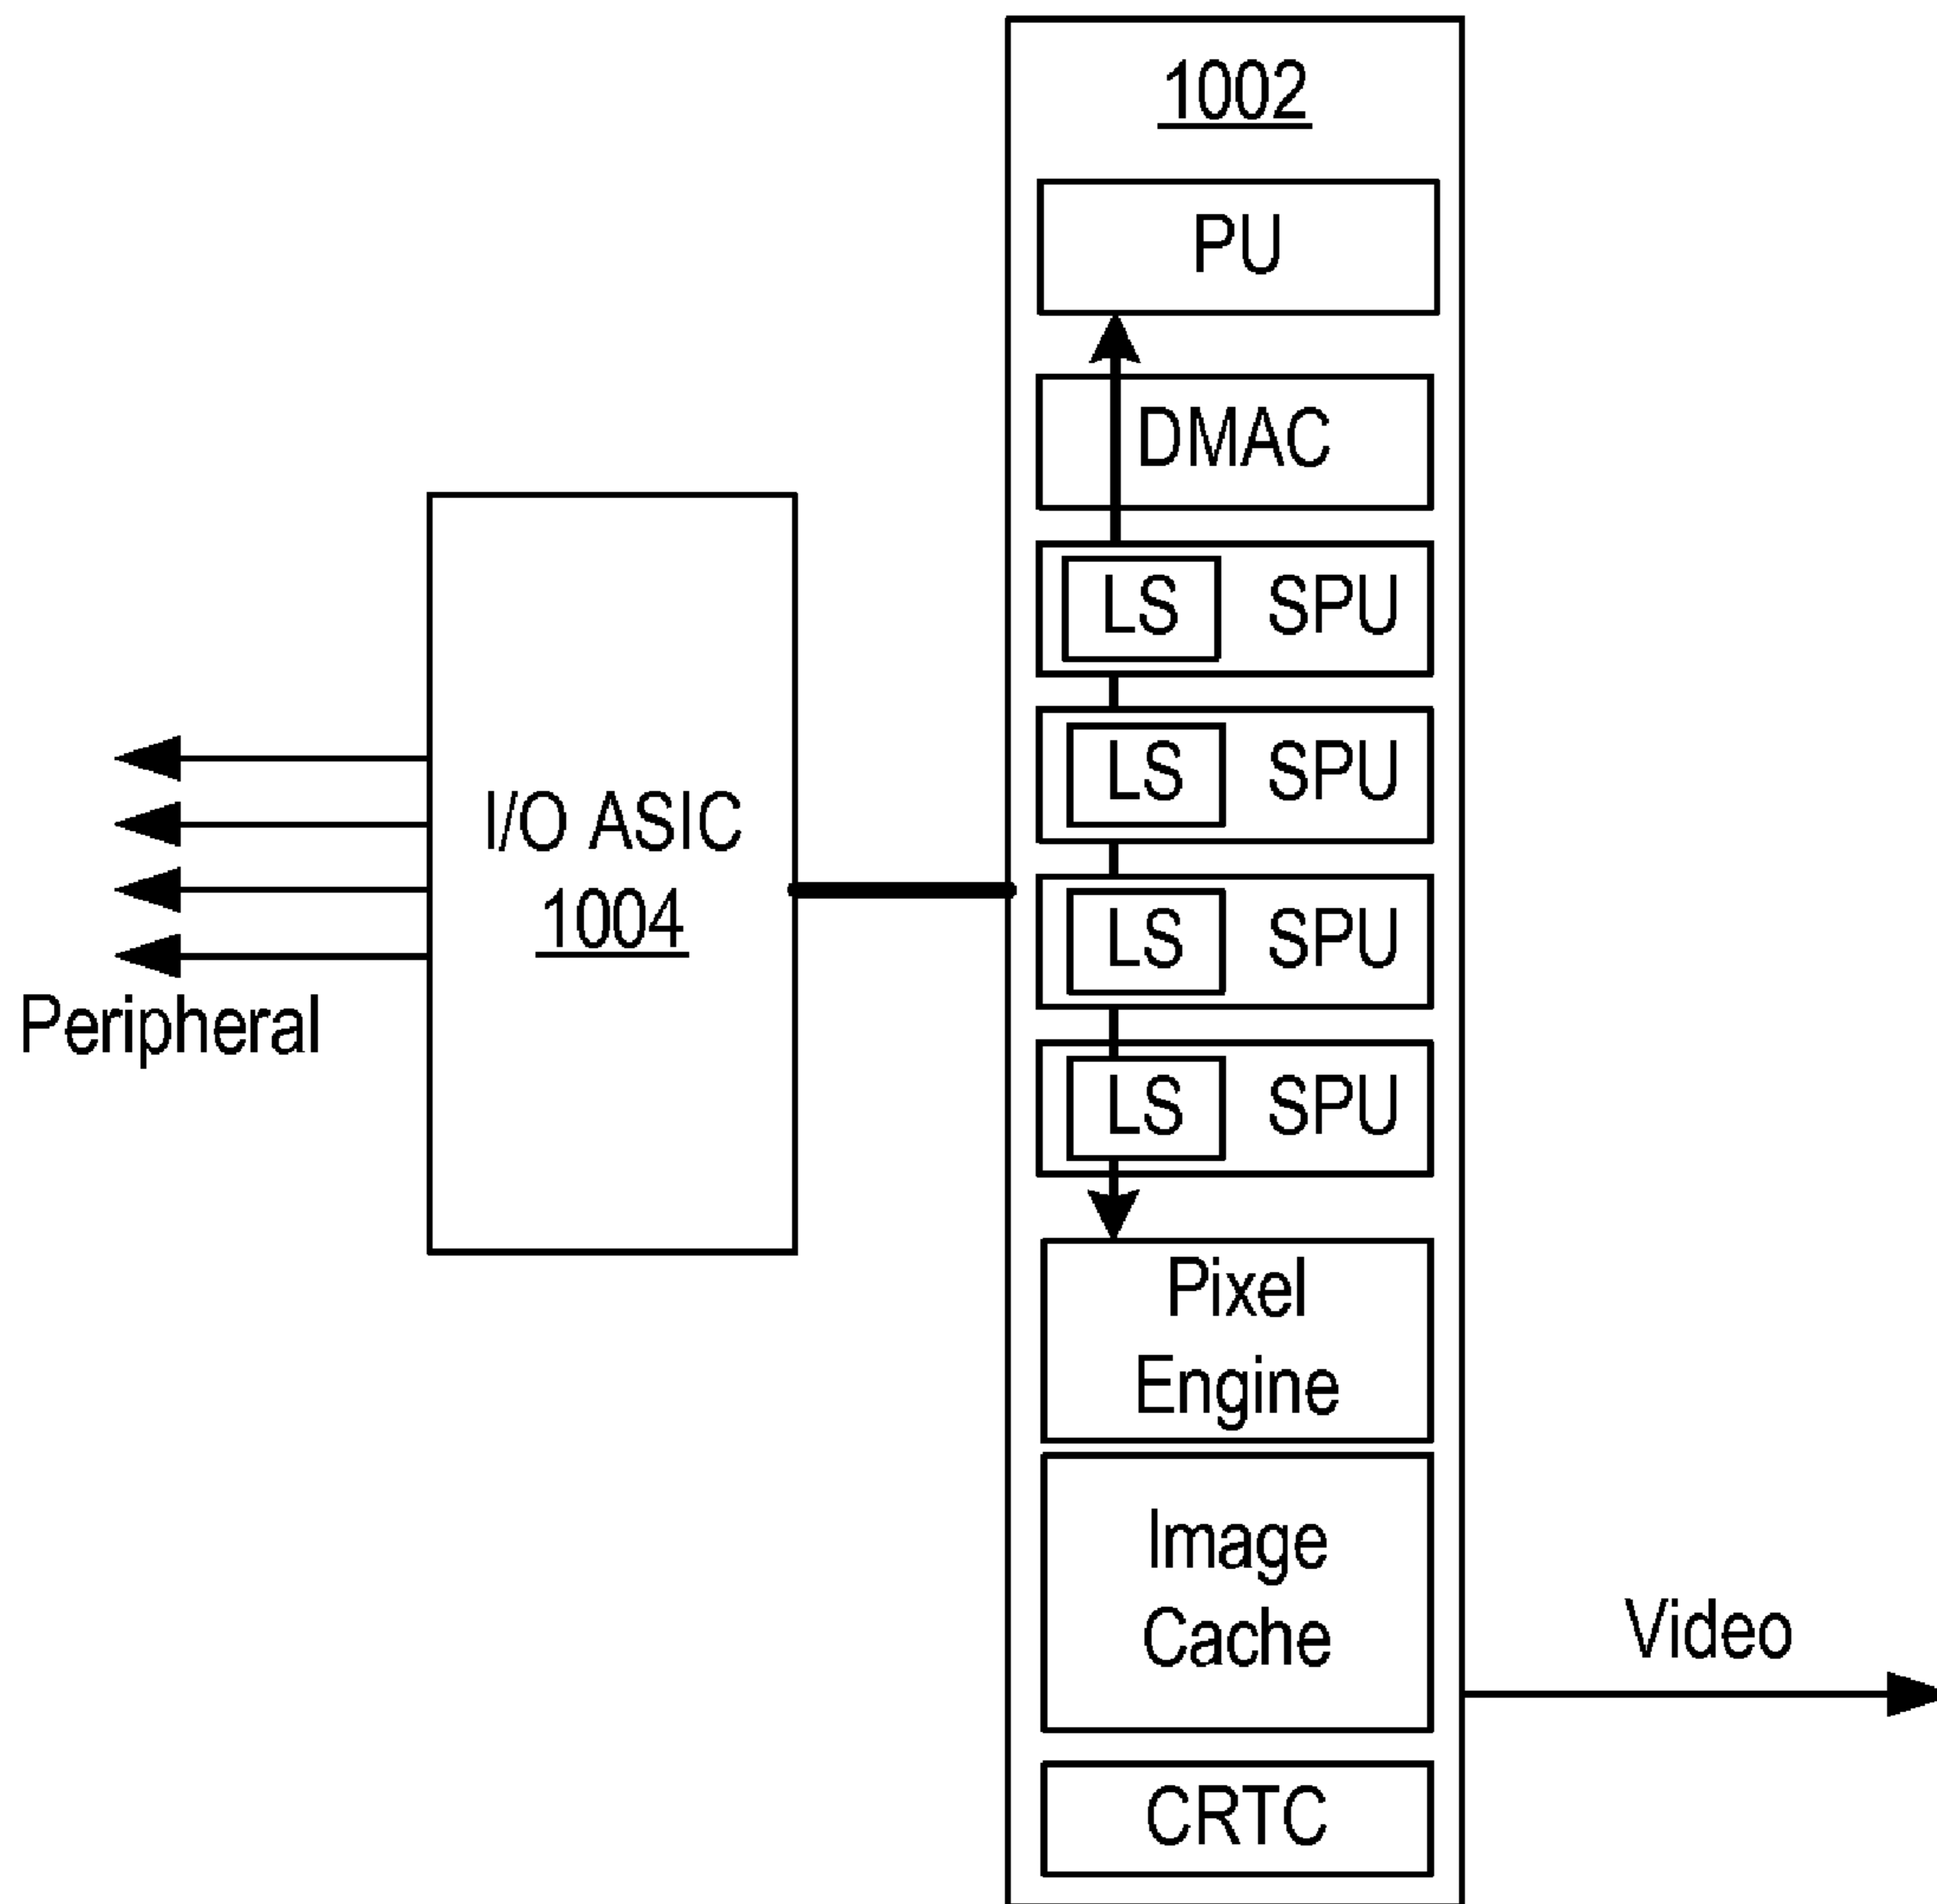 1002
PU
DMAC
LS SPU
LS SPU
I/O ASIC
1004
LS SPU
Peripheral
LS SPU
Pixel
Engine
Image
Cache
Video
CRTC